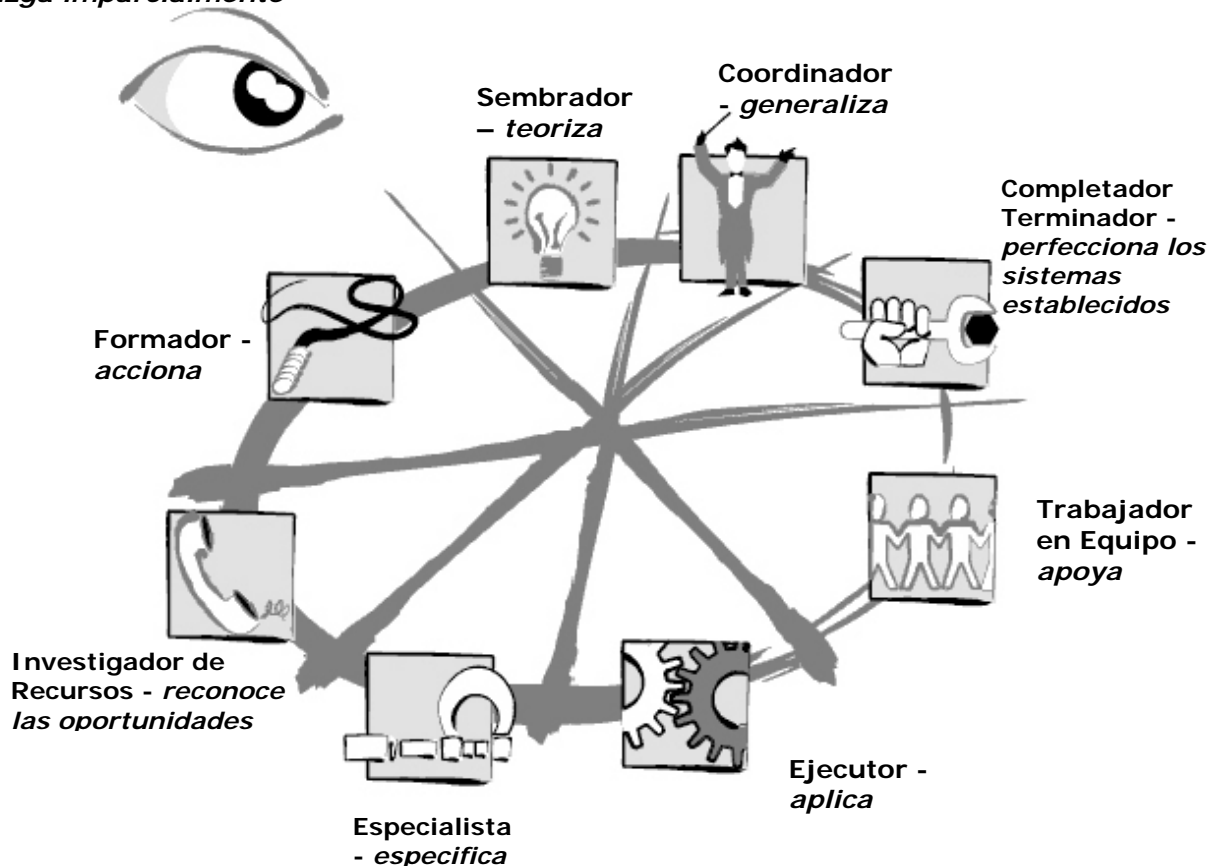 imparcialmente
Sembrador
– teoriza
Coordinador
- generaliza
Completador
Terminador -
perfecciona los
sistemas
establecidos
Formador -
acciona
Trabajador
en Equipo -
apoya
Investigador de
Recursos - reconoce
las oportunidades
Ejecutor -
aplica
Especialista
- especifica